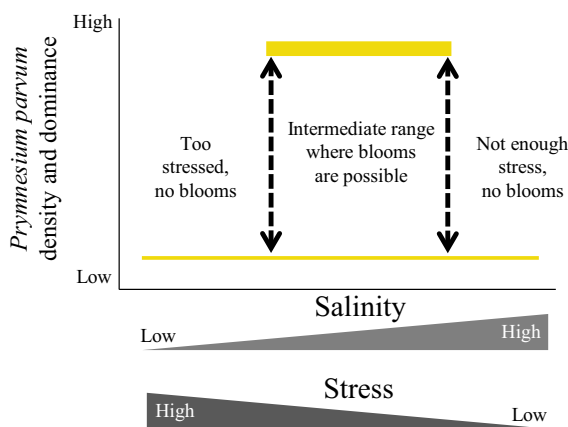 High
Prymnesium parvum
density and dominance
Low
Too
stressed,
no blooms
Intermediate range
where blooms
are possible
Not enough
stress,
no blooms
Salinity
Low
High
Stress
High
Low